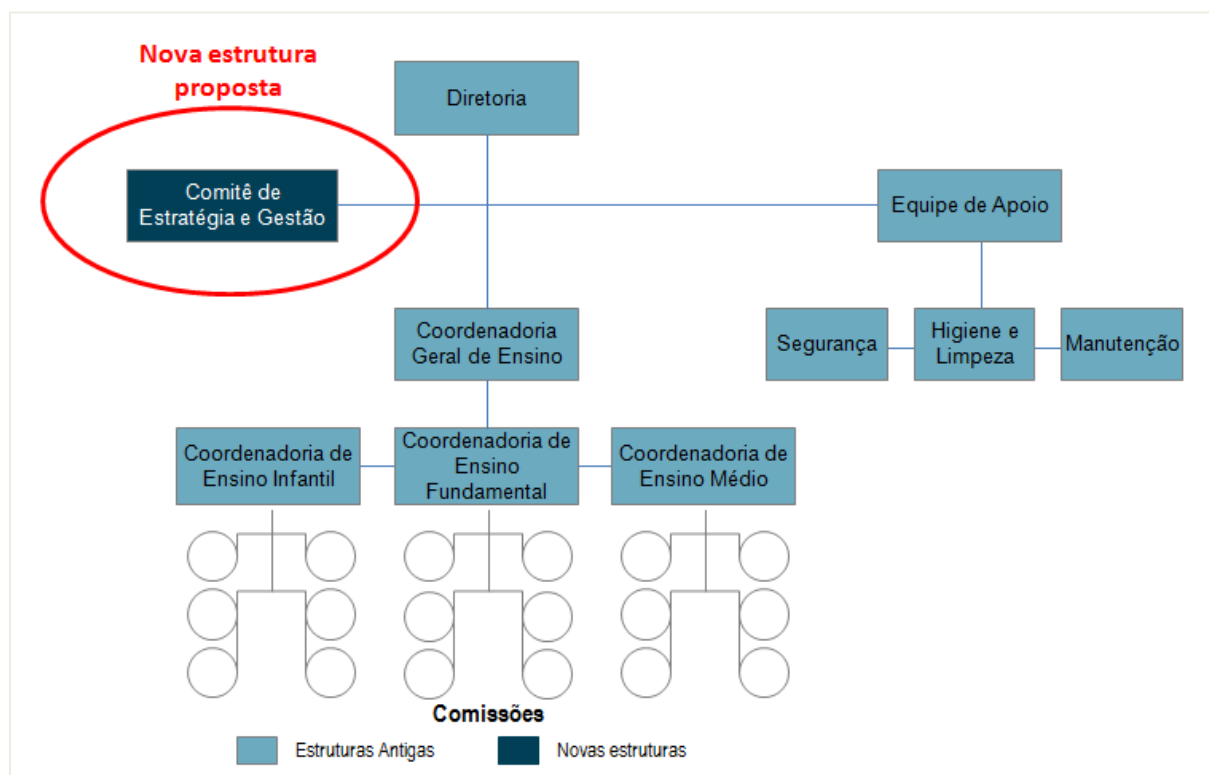 Nova estrutura
proposta
Diretoria
Comitê de
Estratégia e Gestão
Equipe de Apoio
Coordenadoria
Geral de Ensino
Segurança
Higiene e
Limpeza
Manutenção
Coordenadoria de
Ensino Infantil
Coordenadoria de
Ensino
Fundamental
Coordenadoria de
Ensino Médio
Comissões
Estruturas Antigas
Novas estruturas